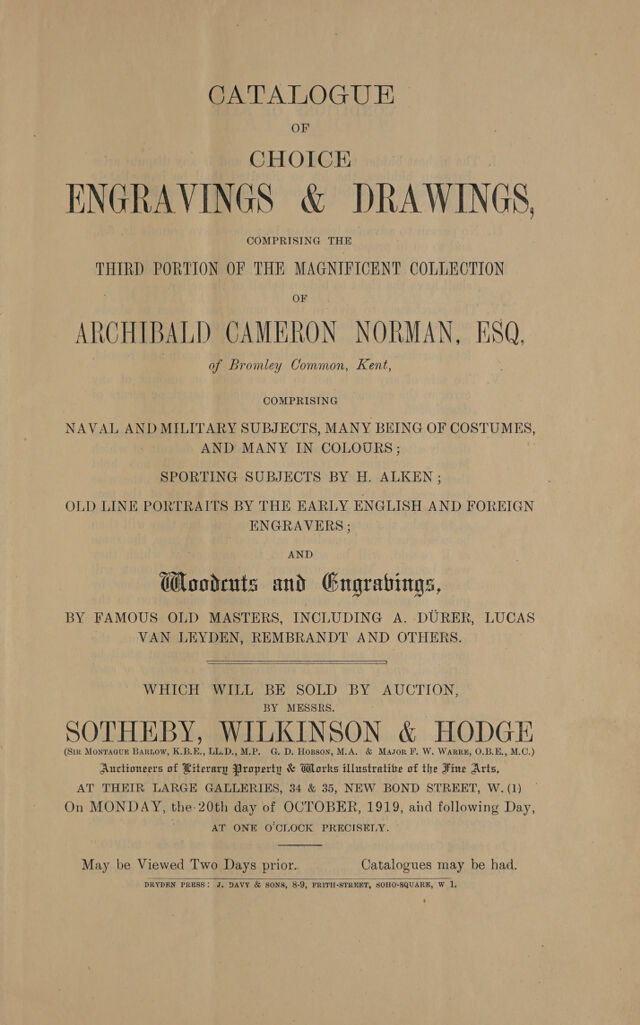 CATALOGUE
OF
CHOICE
ENGRAVINGS & DRAWINGS,
COMPRISING THE
THIRD PORTION OF THE MAGNIFICENT COLLECTION
OF
ARCHIBALD CAMERON NORMAN, ESQ.
of Bromley Common, Kent,
COMPRISING
NAVAL AND MILITARY SUBJECTS, MANY BEING OF COSTUMES,
AND MANY IN COLOURS;
SPORTING SUBJECTS BY H. ALKEN;
OLD LINE PORTRAITS BY THE EARLY ENGLISH AND FOREIGN
ENGRAVERS;
AND
Woodcuts and Engravings,
BY FAMOUS OLD MASTERS, INCLUDING A. DÜRER, LUCAS
VAN LEYDEN, REMBRANDT AND OTHERS.
WHICH WILL BE SOLD BY AUCTION,
BY MESSRS.
SOTHEBY, WILKINSON & HODGE
(SIR MONTAGUE BARLOW, K.B.E., LL.D., M.P. G. D. HOBSON, M.A. & MAJOR F. W. WARRE, O.B.E., M.C.)
Auctioneers of Literary Property & Works illustrative of the Fine Arts,
AT THEIR LARGE GALLERIES, 34 & 35, NEW BOND STREET, W.(1)
On MONDAY, the 20th day of OCTOBER, 1919, and following Day,
AT ONE O'CLOCK PRECISELY.
May be Viewed Two Days prior. Catalogues may be had.
DRYDEN PRESS: J. DAVY & SONS, 8-9, FRITH-STREET, SOHO-SQUARE, W 1.